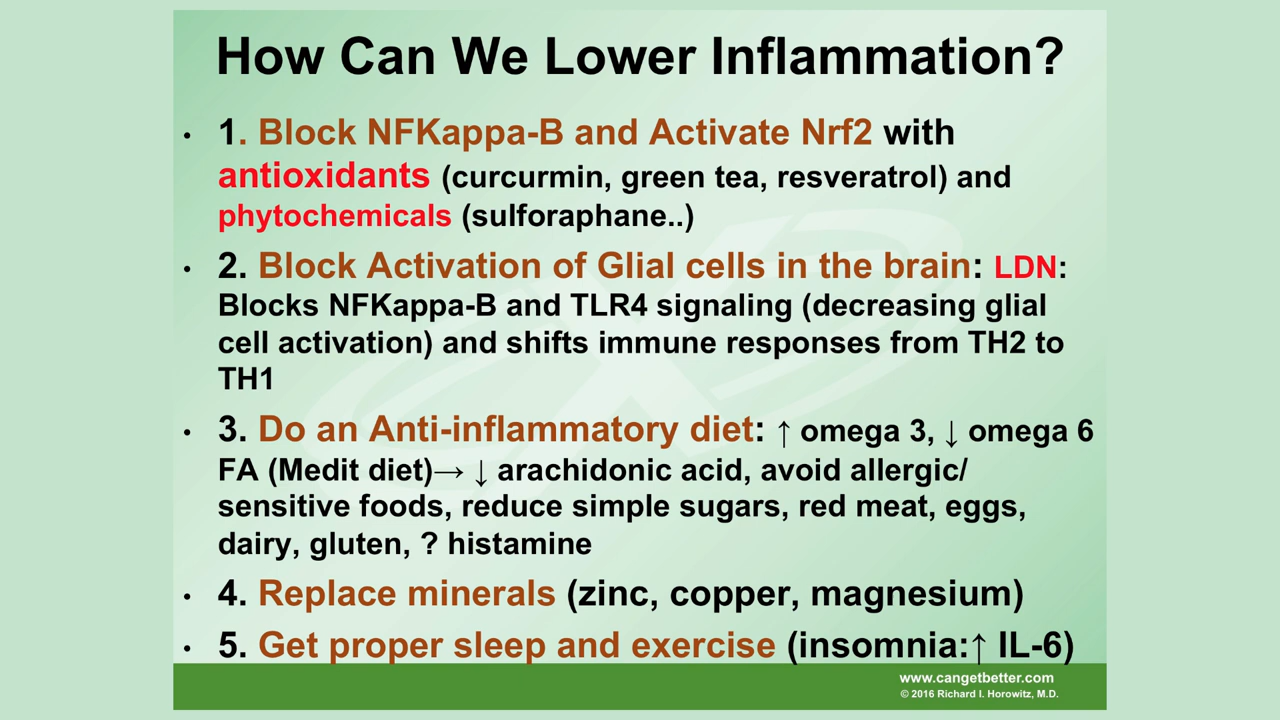 How Can We Lower Inflammation?
• 1. Block NFKappa-B and Activate Nrf2 with
antioxidants (curcurmin, green tea, resveratrol) and
phytochemicals (sulforaphane..)
• 2. Block Activation of Glial cells in the brain: LDN:
Blocks NFKappa-B and TLR4 signaling (decreasing glial
cell activation) and shifts immune responses from TH2 to
TH1
• 3. Do an Anti-inflammatory diet: ↑ omega 3, ↓ omega 6
FA (Medit diet)→ ↓ arachidonic acid, avoid allergic/
sensitive foods, reduce simple sugars, red meat, eggs,
dairy, gluten, ? histamine
• 4. Replace minerals (zinc, copper, magnesium)
• 5. Get proper sleep and exercise (insomnia:↑ IL-6)
www.cangetbetter.com
© 2016 Richard I. Horowitz, M.D.